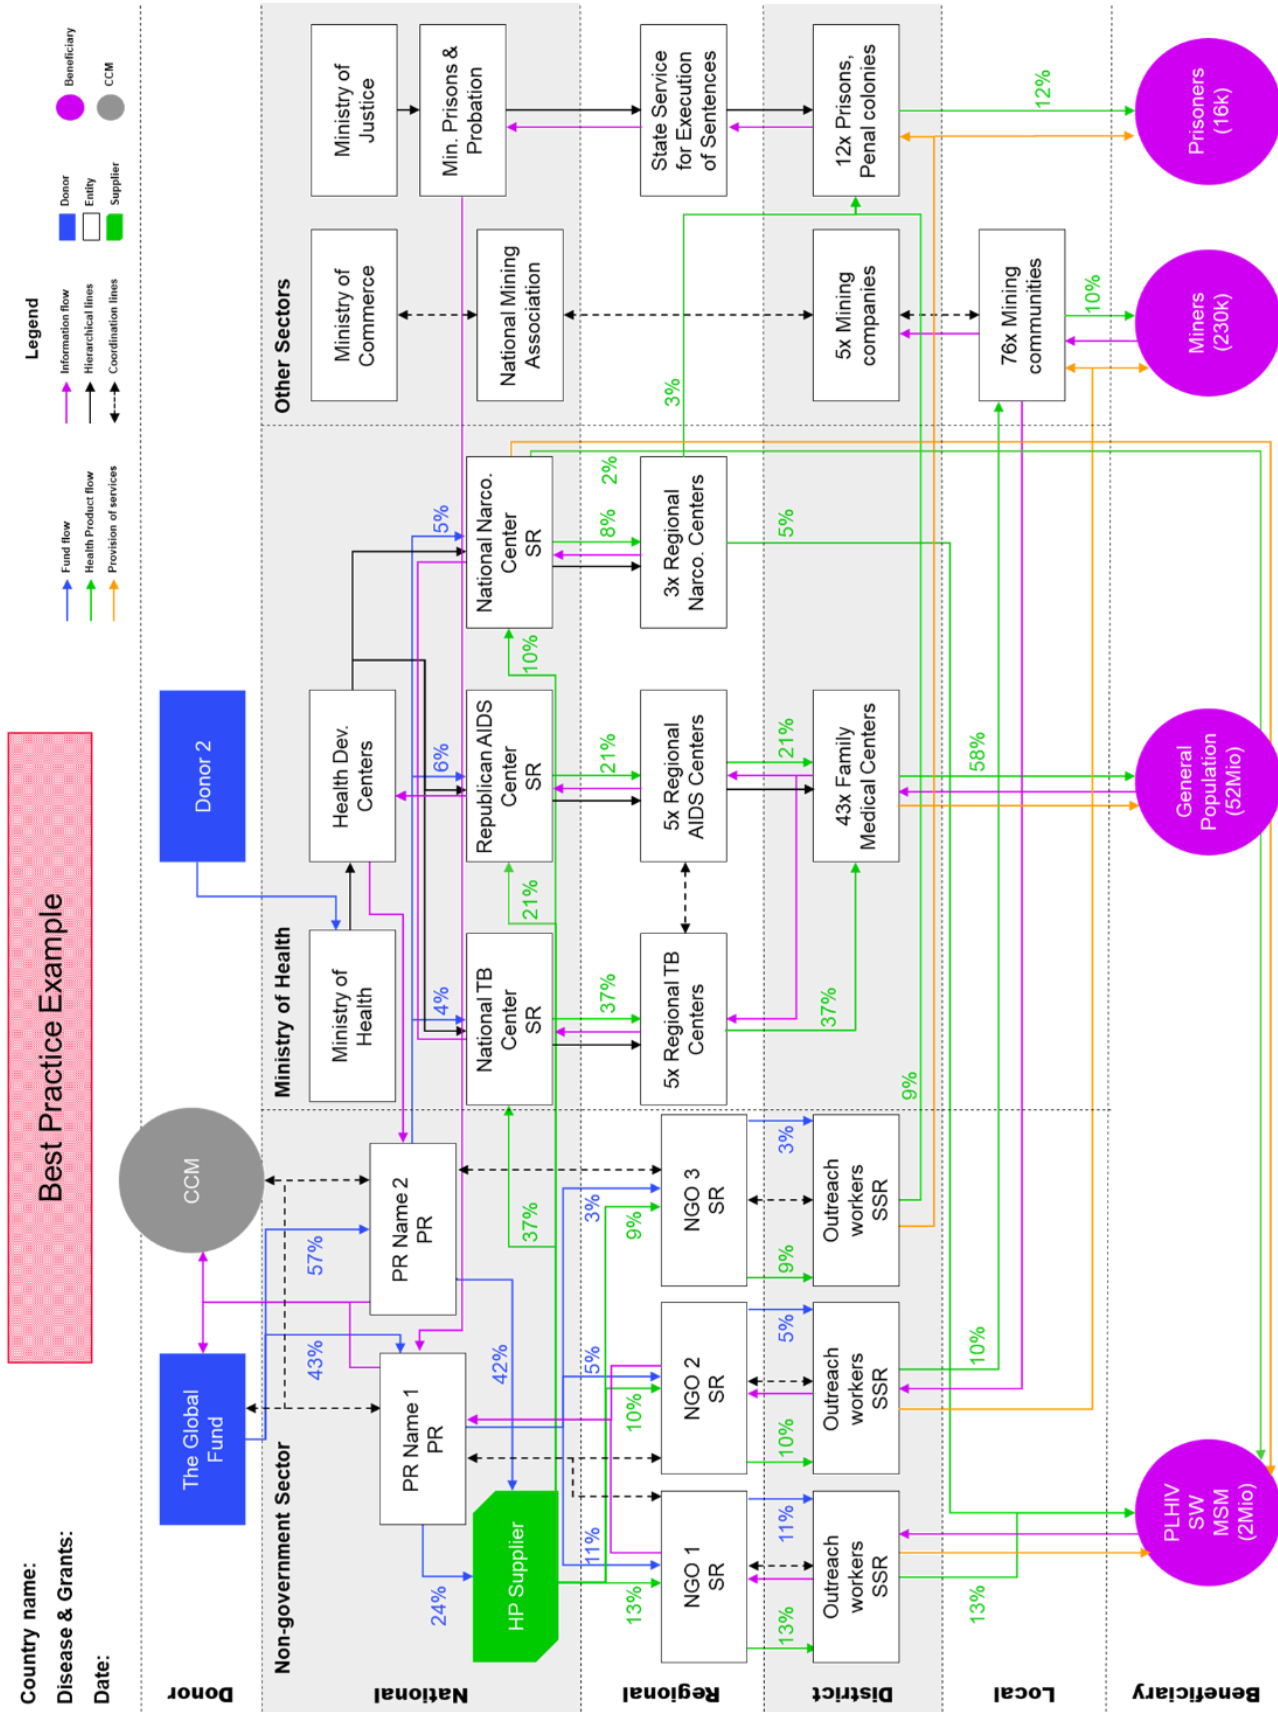 Country name:
Disease & Grants:
Date:
Best Practice Example
Legend
Fund flow
Health Product flow
Provision of services
Information flow
Hierarchical lines
Coordination lines
Donor
Entity
Supplier
Beneficiary
CCM
Donor
The Global
Fund
CCM
Donor 2
National
Non-government Sector
Ministry of Health
Other Sectors
43%
57%
PR Name 1
PR
PR Name 2
PR
Ministry of
Health
Health Dev.
Centers
Ministry of
Commerce
Ministry of
Justice
Min. Prisons &
Probation
24%
42%
4%
6%
5%
HP Supplier
National TB
Center
SR
Republican AIDS
Center
SR
National Narco.
Center
SR
National Mining
Association
37%
21%
10%
Regional
13%
11%
10%
5%
9%
3%
37%
21%
8%
2%
NGO 1
SR
NGO 2
SR
NGO 3
SR
5x Regional TB
Centers
5x Regional
AIDS Centers
3x Regional
Narco. Centers
3%
State Service
for Execution
of Sentences
District
13%
11%
10%
5%
9%
3%
37%
21%
5%
Outreach
workers
SSR
Outreach
workers
SSR
Outreach
workers
SSR
43x Family
Medical Centers
5x Mining
companies
12x Prisons,
Penal colonies
9%
Local
13%
10%
58%
76x Mining
communities
10%
12%
Beneficiary
PLHIV
SW
MSM
(2Mio)
General
Population
(52Mio)
Miners
(230k)
Prisoners
(16k)